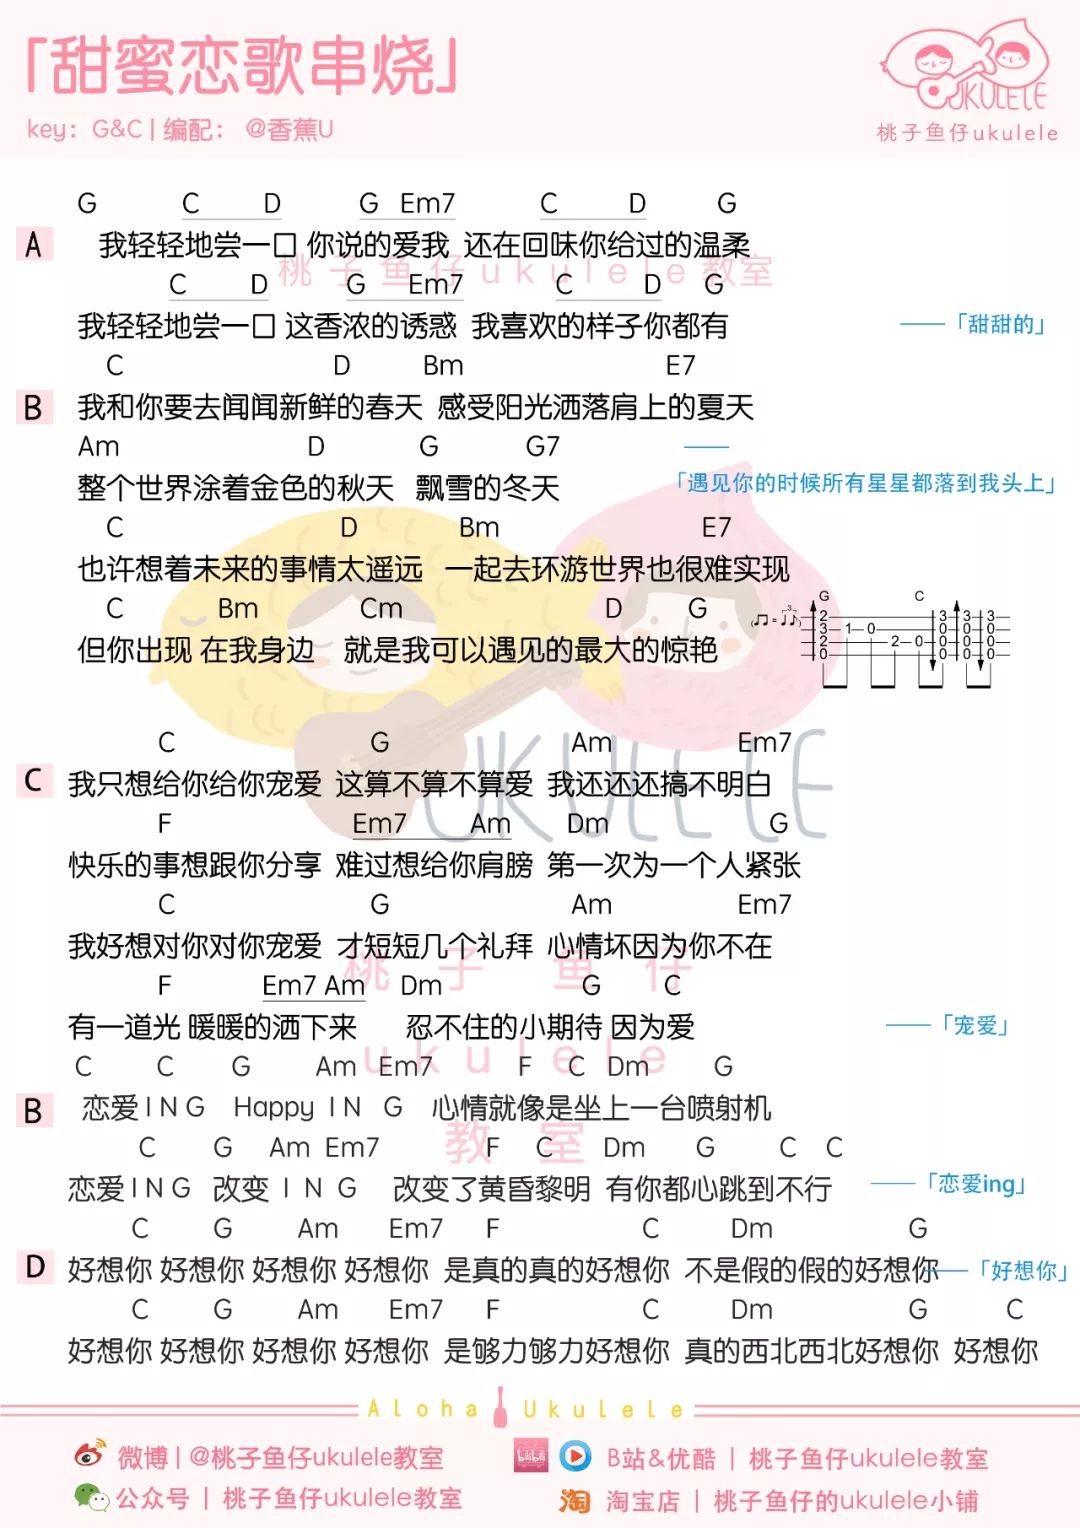 「甜蜜恋歌串烧」
key：G&C | 编配： @香蕉U
UKULELE
桃子鱼仔ukulele
G C D G Em7 C D G
A 我轻轻地尝一口 你说的爱我 还在回味你给过的温柔
桃子鱼仔ukulele教室
C D G Em7 C D G
我轻轻地尝一口 这香浓的诱惑 我喜欢的样子你都有 ——「甜甜的」
C D Bm E7
B 我和你要去闻闻新鲜的春天 感受阳光洒落肩上的夏天
Am D G G7 ——
整个世界涂着金色的秋天 飘雪的冬天 「遇见你的时候所有星星都落到我头上」
C D Bm E7
也许想着未来的事情太遥远 一起去环游世界也很难实现
C Bm Cm D G
但你出现 在我身边 就是我可以遇见的最大的惊艳
G C
3
2 3 3 3
3 1 0 0 0 0
2 2 0 0 0 0
0 0 0 0
UKULELE
C G Am Em7
C 我只想给你给你宠爱 这算不算不算爱 我还还还搞不明白
F Em7 Am Dm G
快乐的事想跟你分享 难过想给你肩膀 第一次为一个人紧张
C G Am Em7
我好想对你对你宠爱 才短短几个礼拜 心情坏因为你不在
桃子鱼仔
F Em7 Am Dm G C
有一道光 暖暖的洒下来 忍不住的小期待 因为爱 ——「宠爱」
ukulele
C C G Am Em7 F C Dm G
B 恋爱ING Happy ING 心情就像是坐上一台喷射机
教室
C G Am Em7 F C Dm G C C
恋爱ING 改变 ING 改变了黄昏黎明 有你都心跳到不行 ——「恋爱ing」
C G Am Em7 F C Dm G
D 好想你 好想你 好想你 好想你 是真的真的好想你 不是假的假的好想你——「好想你」
C G Am Em7 F C Dm G C
好想你 好想你 好想你 好想你 是够力够力好想你 真的西北西北好想你 好想你
Aloha Ukulele
微博 | @桃子鱼仔ukulele教室
bilibili B站&优酷 | 桃子鱼仔ukulele教室
公众号 | 桃子鱼仔ukulele教室
淘 淘宝店 | 桃子鱼仔的ukulele小铺